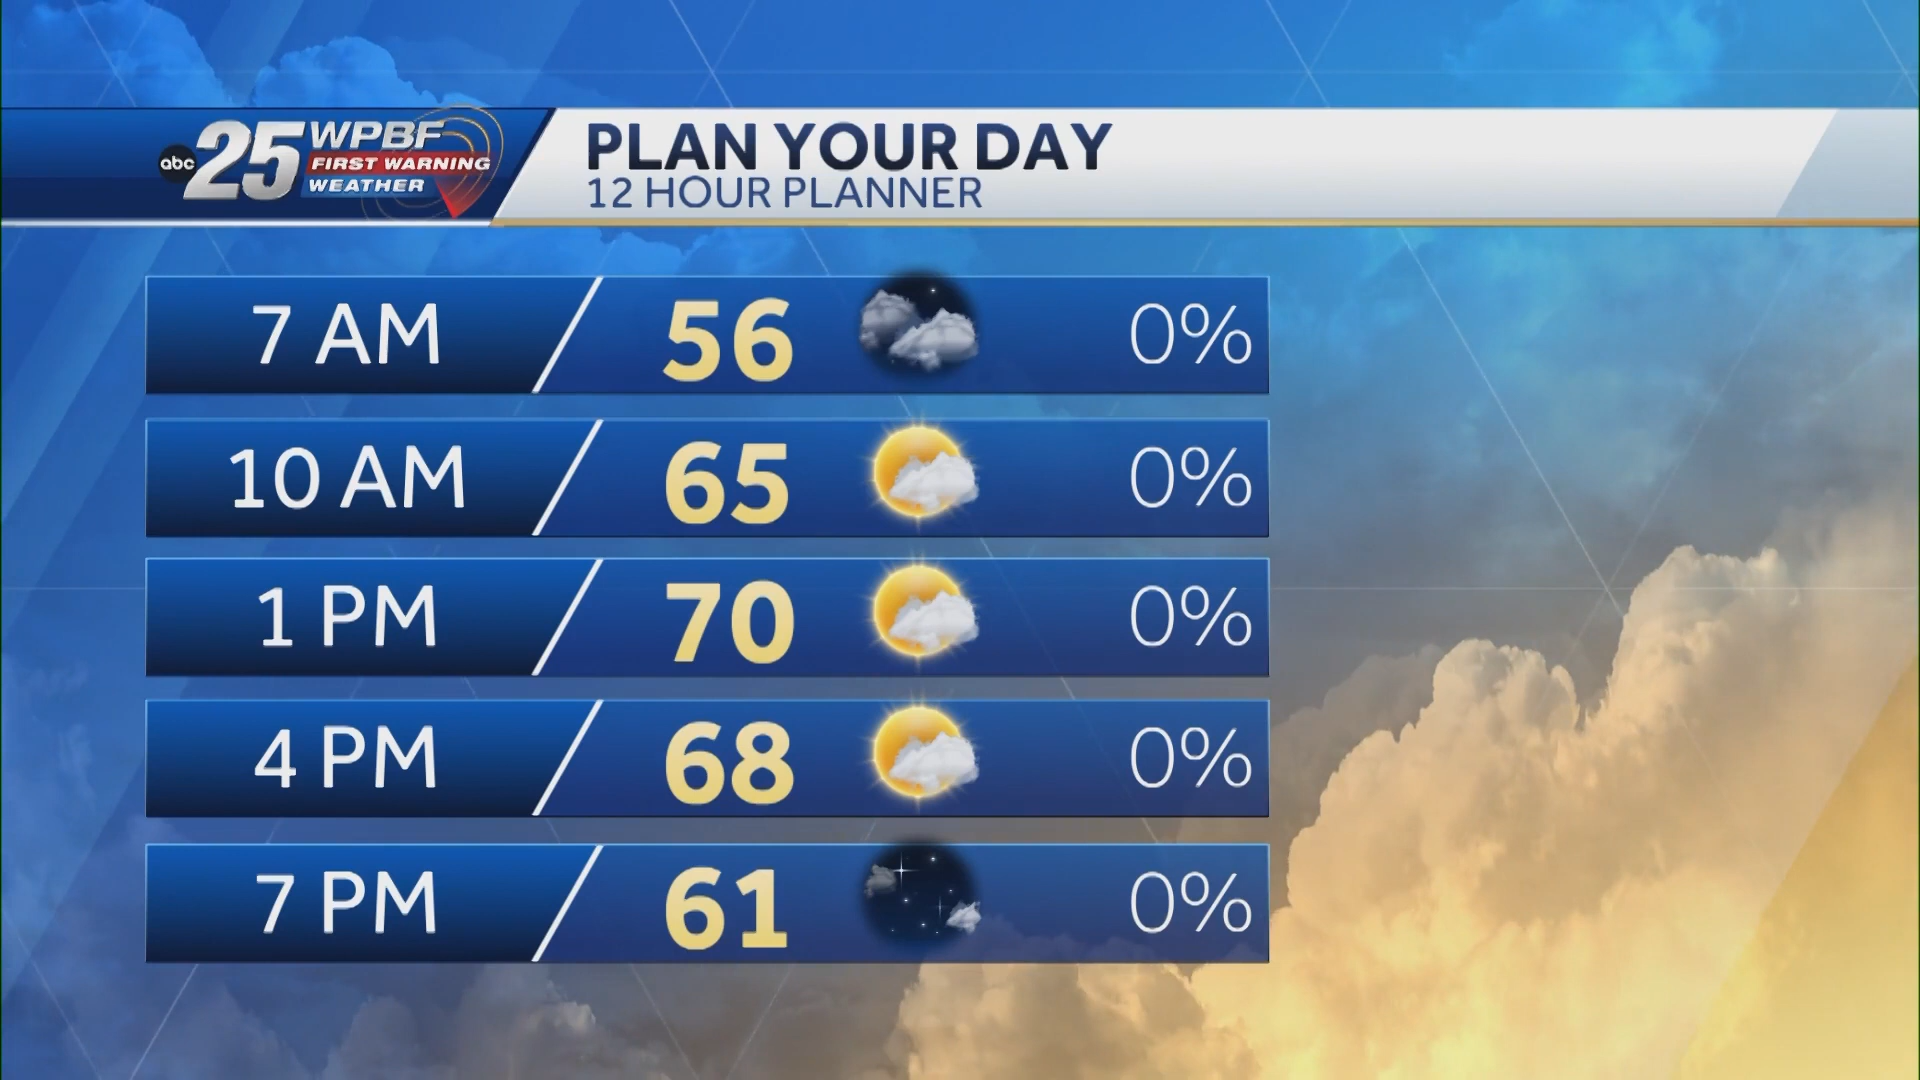 abc 25 WPBF
FIRST WARNING
WEATHER
PLAN YOUR DAY
12 HOUR PLANNER
7 AM 56 0%
10 AM 65 0%
1 PM 70 0%
4 PM 68 0%
7 PM 61 0%